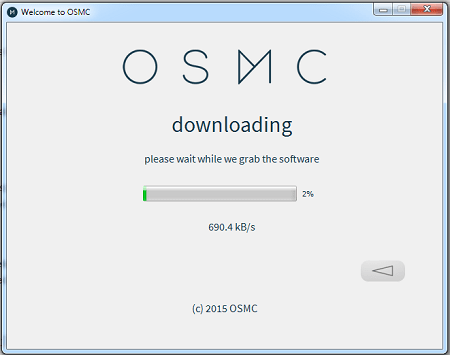 Welcome to OSMC
OSMC
downloading
please wait while we grab the software
2%
690.4 kB/s
(c) 2015 OSMC